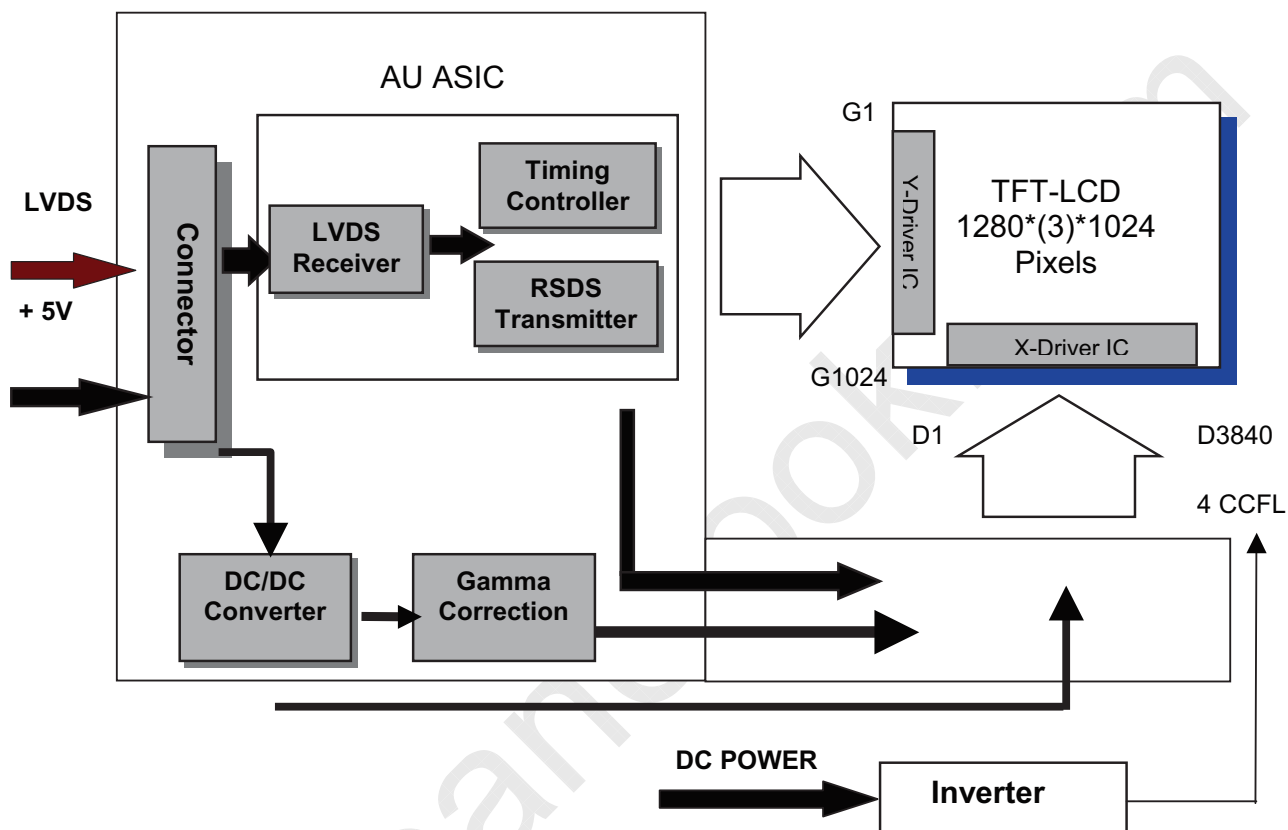 AU ASIC
LVDS
+ 5V
Connector
LVDS
Receiver
Timing
Controller
RSDS
Transmitter
DC/DC
Converter
Gamma
Correction
G1
Y-Driver IC
TFT-LCD
1280*(3)*1024
Pixels
X-Driver IC
G1024
D1
D3840
4 CCFL
DC POWER
Inverter